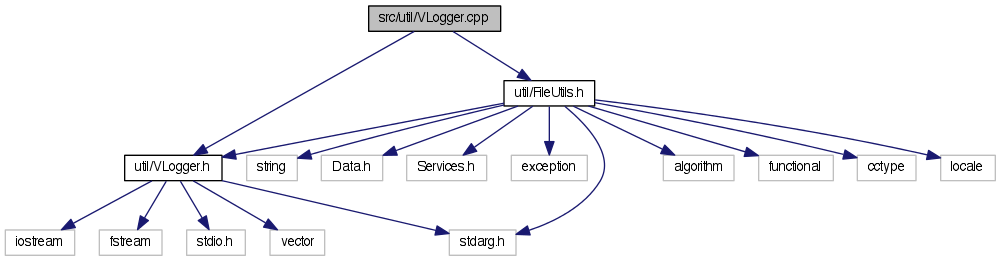 src/util/VLogger.cpp
util/FileUtils.h
util/VLogger.h
string
Data.h
Services.h
exception
algorithm
functional
cctype
locale
iostream
fstream
stdio.h
vector
stdarg.h